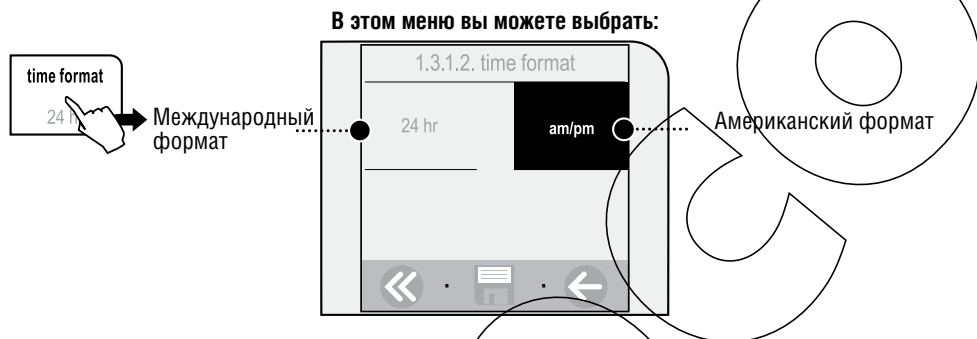 В этом меню вы можете выбрать:
1.3.1.2. time format
time format
24 h
Международный
формат
24 hr
am/pm
Американский формат